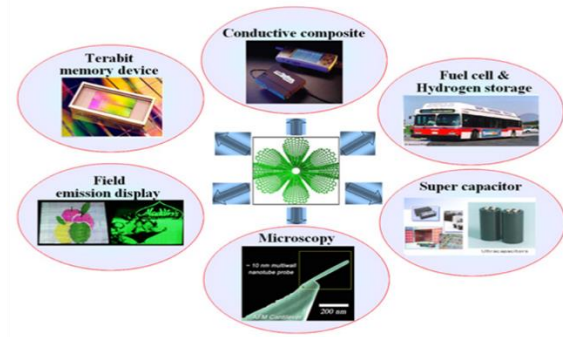 Conductive composite
Terabit
memory device
Fuel cell &
Hydrogen storage
Field
emission display
Super capacitor
Microscopy
~ 10 nm multiwall
nanotube probe
200 nm